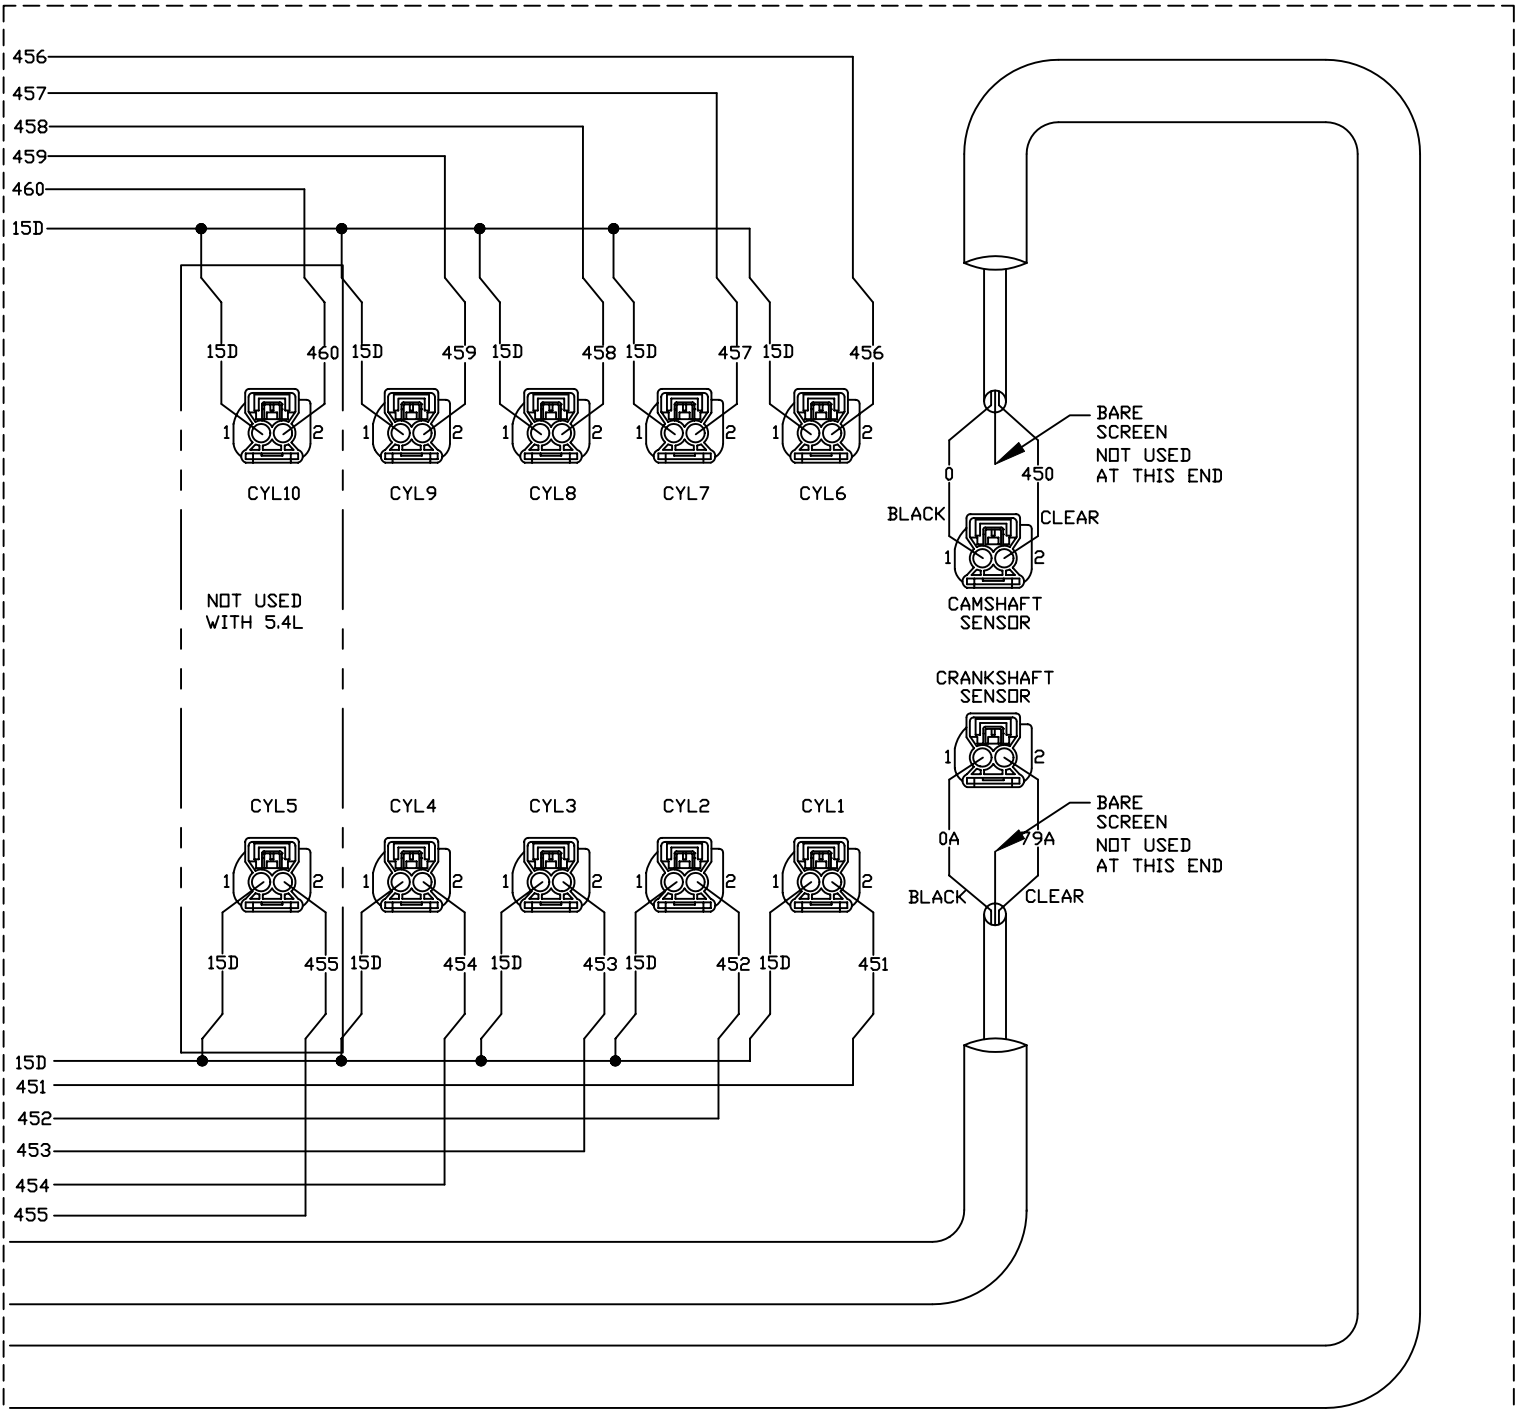 456
457
458
459
460
15D
15D 460 15D 459 15D 458 15D 457 15D 456
1 2 1 2 1 2 1 2 1 2
CYL10 CYL9 CYL8 CYL7 CYL6
BARE
SCREEN
NOT USED
AT THIS END
0 450
BLACK CLEAR
1 2
CAMSHAFT
SENSOR
NOT USED
WITH 5.4L
CRANKSHAFT
SENSOR
1 2
BARE
SCREEN
NOT USED
AT THIS END
0A 79A
BLACK CLEAR
CYL5 CYL4 CYL3 CYL2 CYL1
1 2 1 2 1 2 1 2 1 2
15D 455 15D 454 15D 453 15D 452 15D 451
15D
451
452
453
454
455